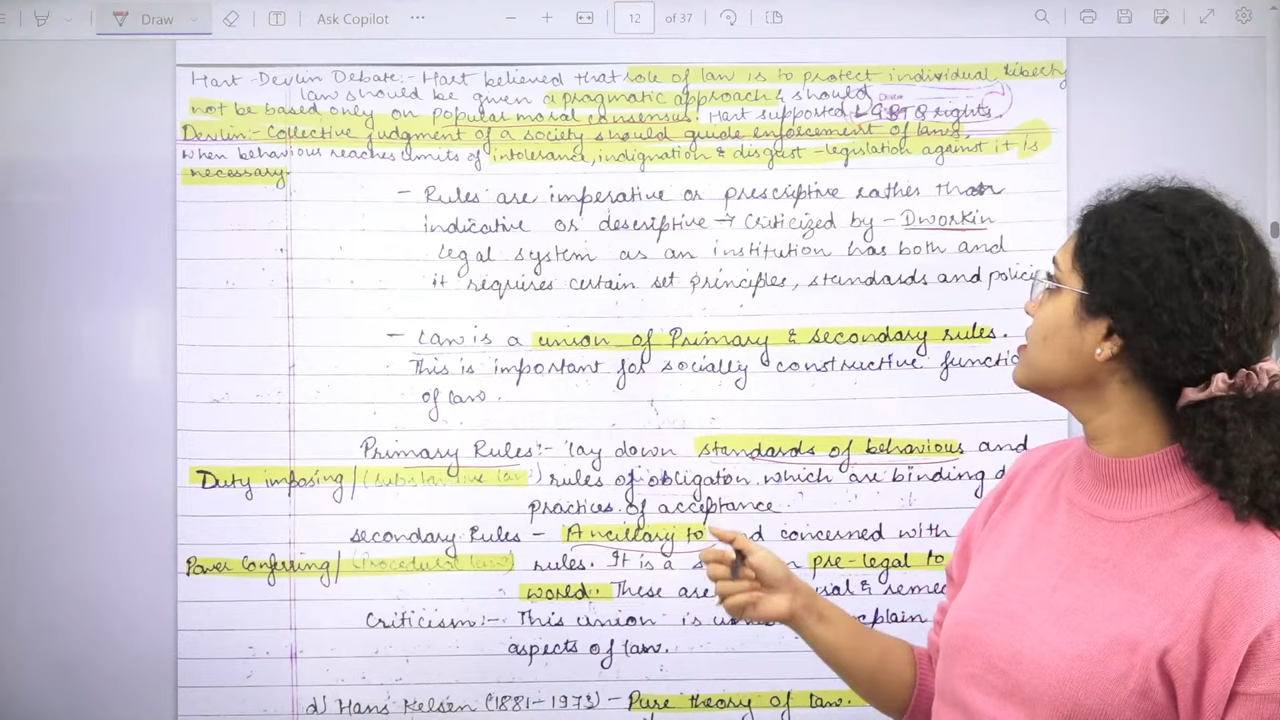 Draw
Ask Copilot
12 of 37
Hart-Devlin Debate:- Hart believed that role of law is to protect individual liberty
law should be given a pragmatic approach & should
not be based only on popular moral consensus. Hart supported LGBTQ rights.
Devlin:- Collective judgment of a society should guide enforcement of laws.
when behaviour reaches limits of intolerance, indignation & disgust - legislation against it is
necessary.
- Rules are imperative or prescriptive rather than
indicative or descriptive → Criticized by - Dworkin
Legal system as an institution has both and
it requires certain set principles, standards and polici
- Law is a union of Primary & secondary rules.
This is important for socially constructive functio
of law.
Primary Rules:- lay down standards of behaviour and
Duty imposing/(substantive law) rules of obligation which are binding d
practices of acceptance
secondary Rules - Ancillary to and concerned with
Power Conferring/(Procedural law) rules. It is a pre-legal to
world. These are & remed
Criticism:- This union is explain
aspects of law.
d) Hans Kelsen (1881-1973) - Pure theory of law.